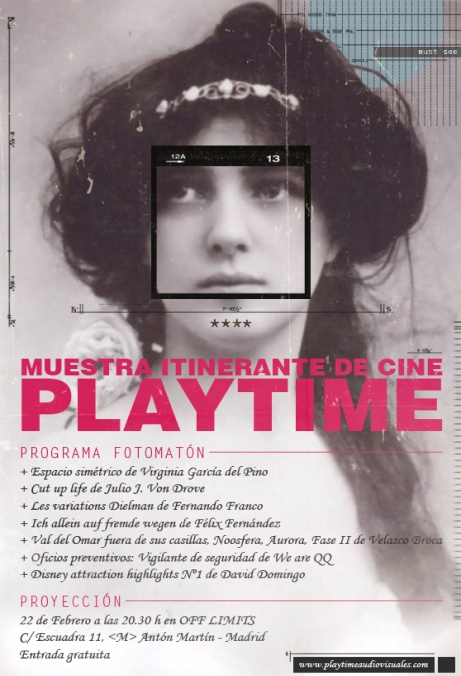 must see
12A
13
★★★★
MUESTRA ITINERANTE DE CINE
PLAYTIME
PROGRAMA FOTOMATÓN
+ Espacio simétrico de Virginia García del Pino
+ Cut up life de Julio J. Von Drove
+ Les variations Dielman de Fernando Franco
+ Ich allein auf fremde wegen de Félix Fernández
+ Val del Omar fuera de sus casillas, Noosfera, Aurora, Fase II de Velasco Broca
+ Oficios preventivos: Vigilante de seguridad de We are QQ
+ Disney attraction highlights Nº1 de David Domingo
PROYECCIÓN
22 de Febrero a las 20.30 h en OFF LIMITS
C/ Escuadra 11, <M> Antón Martín - Madrid
Entrada gratuita
www.playtimeaudiovisuales.com